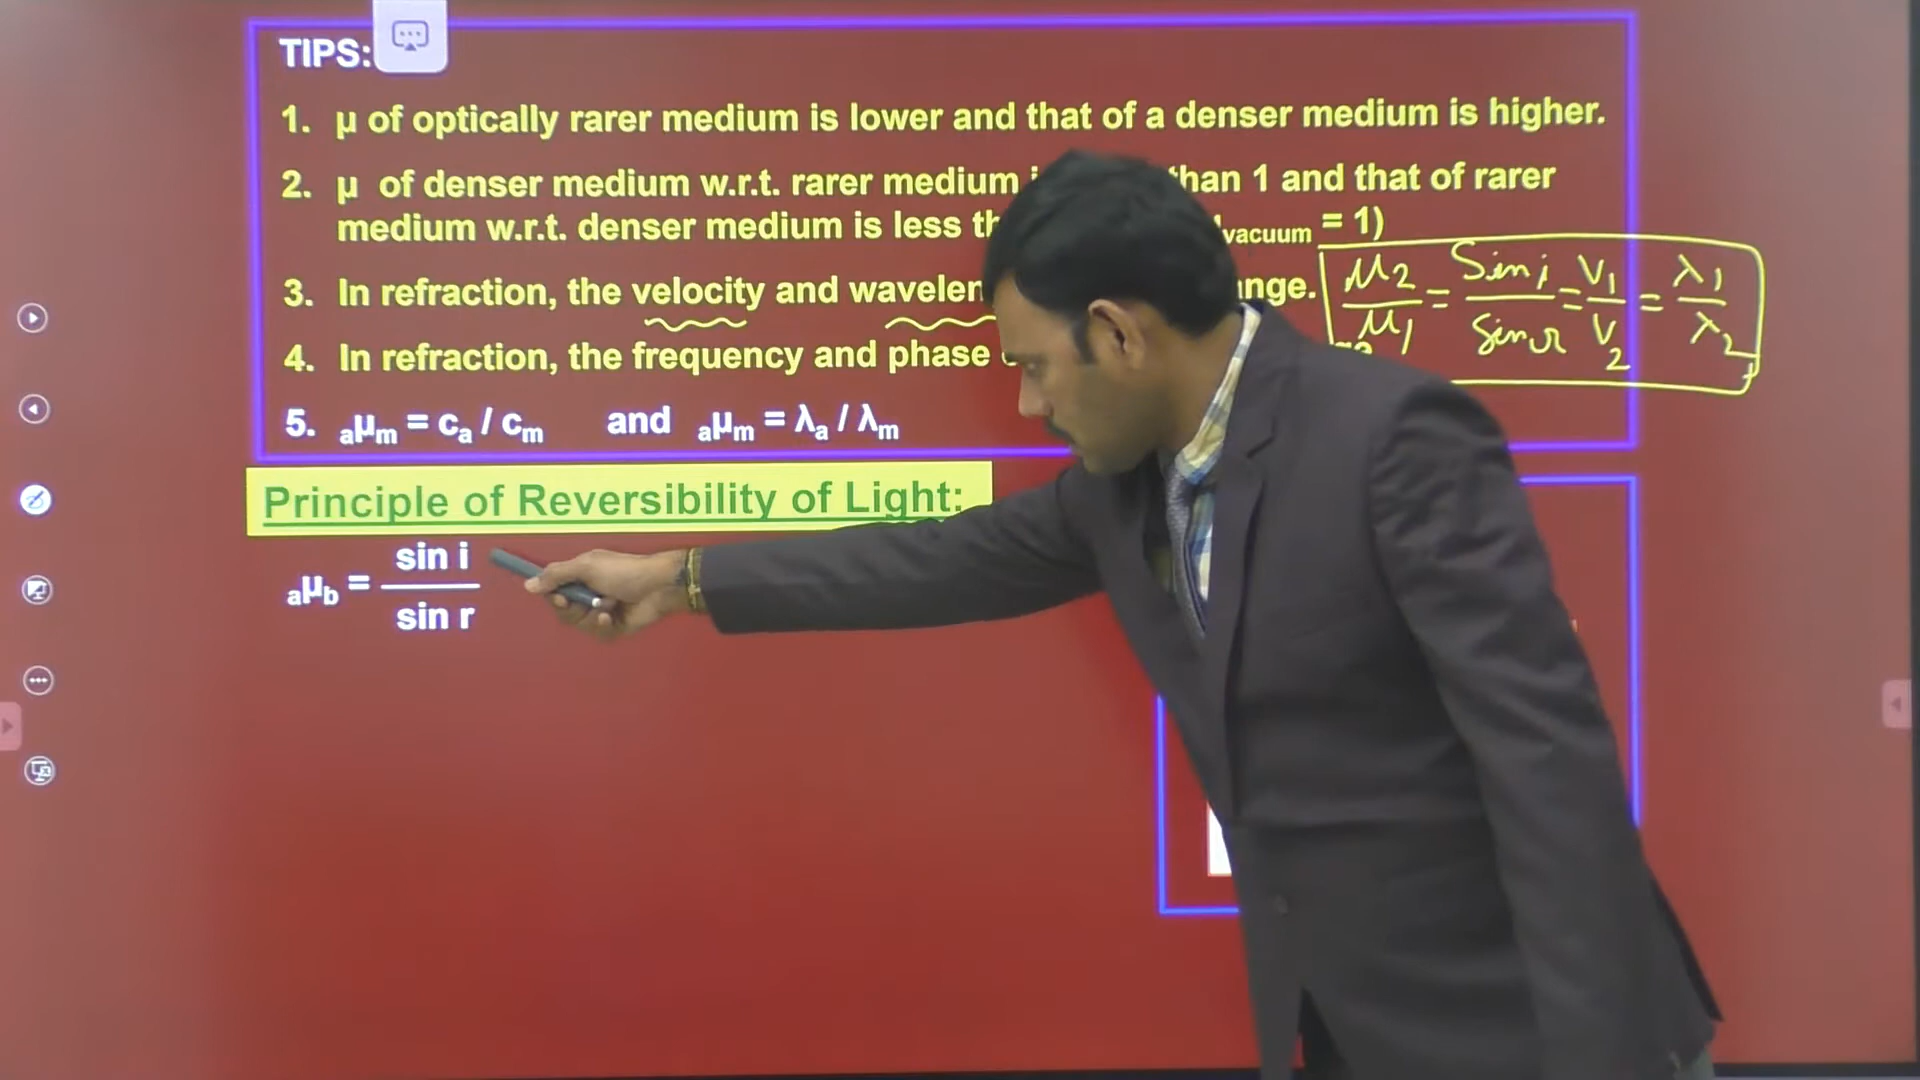 TIPS:
1. μ of optically rarer medium is lower and that of a denser medium is higher.
2. μ of denser medium w.r.t. rarer medium than 1 and that of rarer
medium w.r.t. denser medium is less vacuum = 1)
3. In refraction, the velocity and
4. In refraction, the frequency and phase
μ2/μ1 = Sin i/Sin r = V1/V2 = λ1/λ2
5. aμm = ca / cm and aμm = λa / λm
Principle of Reversibility of Light:
aμb = sin i / sin r